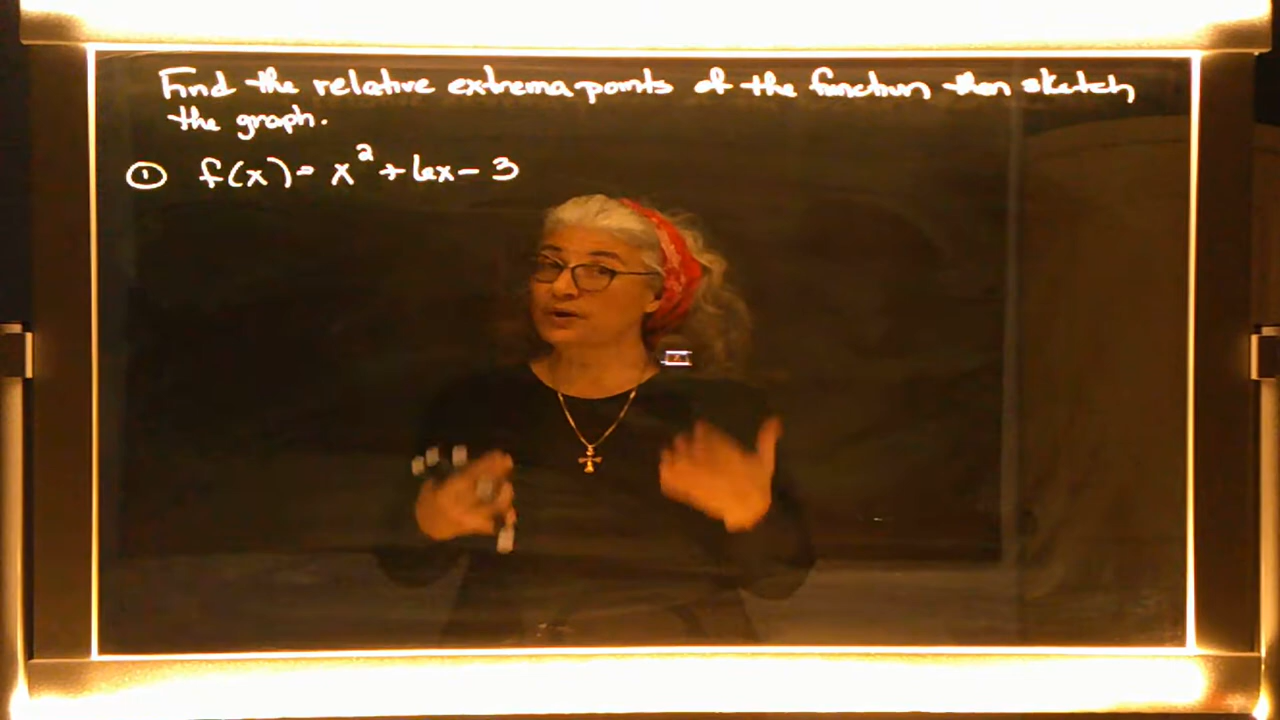 Find the relative extrema points of the function then sketch
the graph.
① f(x) = x² + 6x - 3